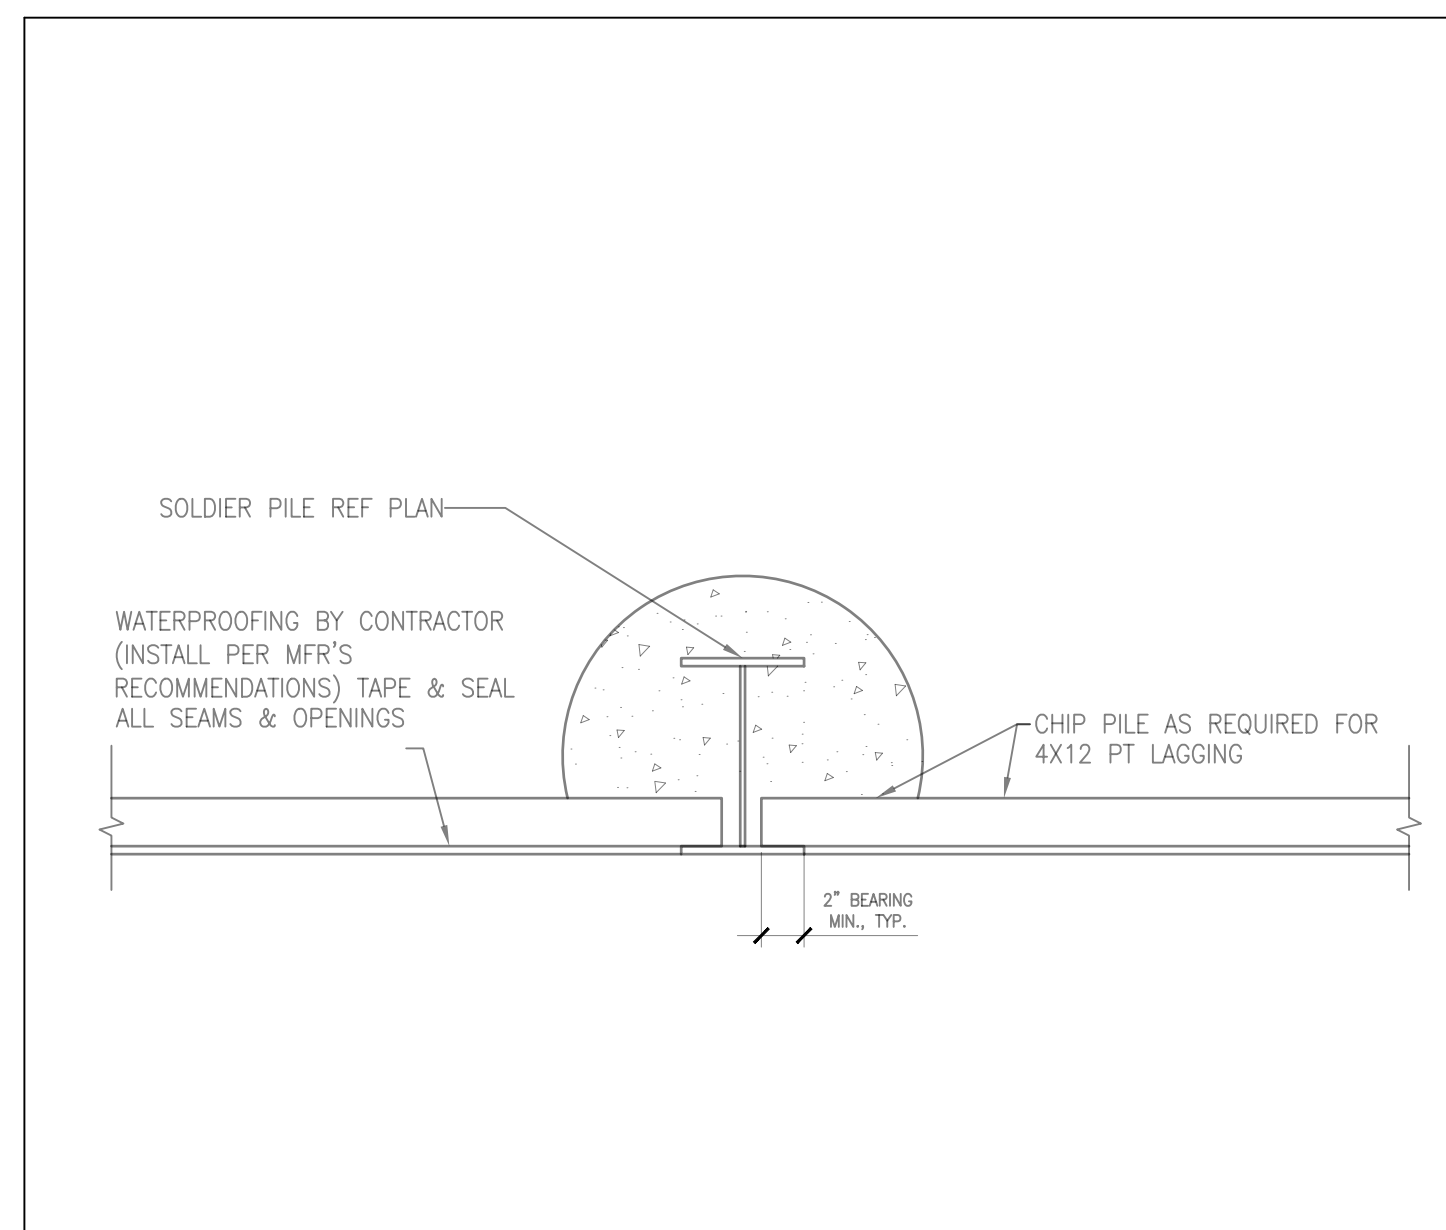 SOLDIER PILE REF PLAN
WATERPROOFING BY CONTRACTOR
(INSTALL PER MFR'S
RECOMMENDATIONS) TAPE & SEAL
ALL SEAMS & OPENINGS
CHIP PILE AS REQUIRED FOR
4X12 PT LAGGING
2" BEARING
MIN., TYP.